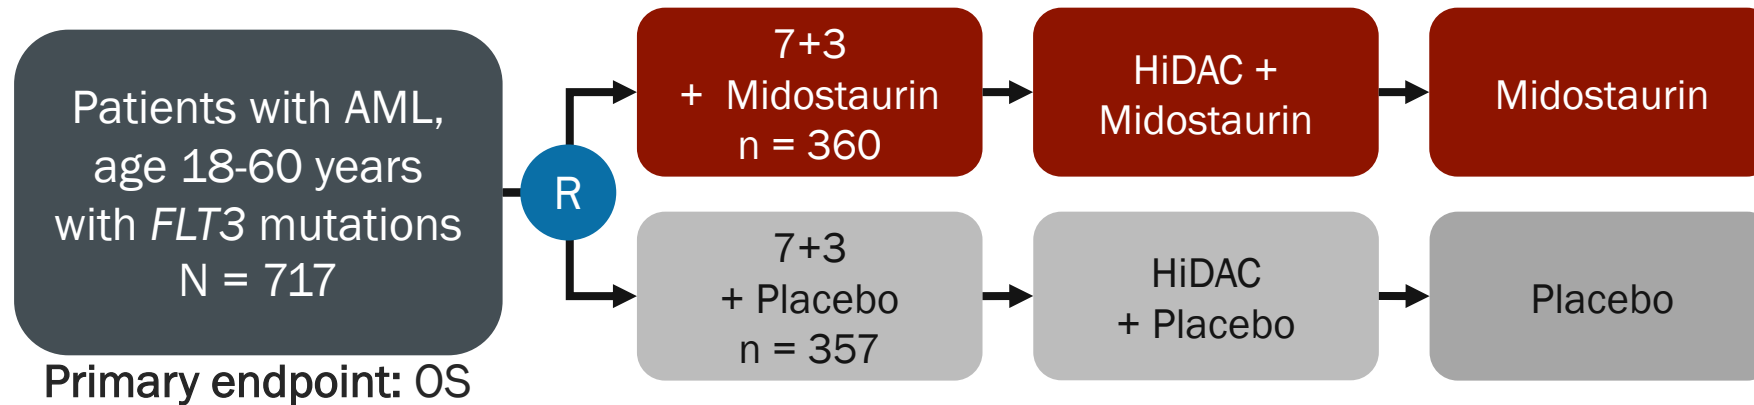 Patients with AML,
age 18-60 years
with FLT3 mutations
N = 717
Primary endpoint: OS
R
7+3
+ Midostaurin
n = 360
HiDAC +
Midostaurin
Midostaurin
7+3
+ Placebo
n = 357
HiDAC
+ Placebo
Placebo